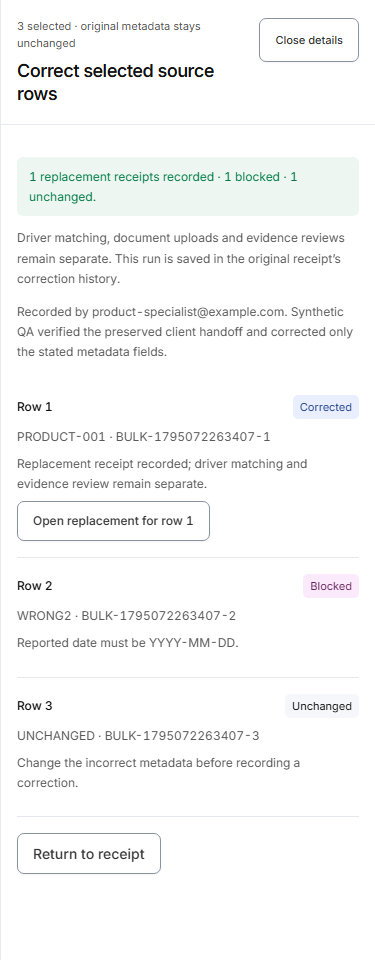 3 selected · original metadata stays
unchanged
Close details
Correct selected source
rows
1 replacement receipts recorded · 1 blocked · 1
unchanged.
Driver matching, document uploads and evidence reviews
remain separate. This run is saved in the original receipt's
correction history.
Recorded by product-specialist@example.com. Synthetic
QA verified the preserved client handoff and corrected only
the stated metadata fields.
Row 1
Corrected
PRODUCT-001 · BULK-1795072263407-1
Replacement receipt recorded; driver matching and
evidence review remain separate.
Open replacement for row 1
Row 2
Blocked
WRONG2 · BULK-1795072263407-2
Reported date must be YYYY-MM-DD.
Row 3
Unchanged
UNCHANGED · BULK-1795072263407-3
Change the incorrect metadata before recording a
correction.
Return to receipt